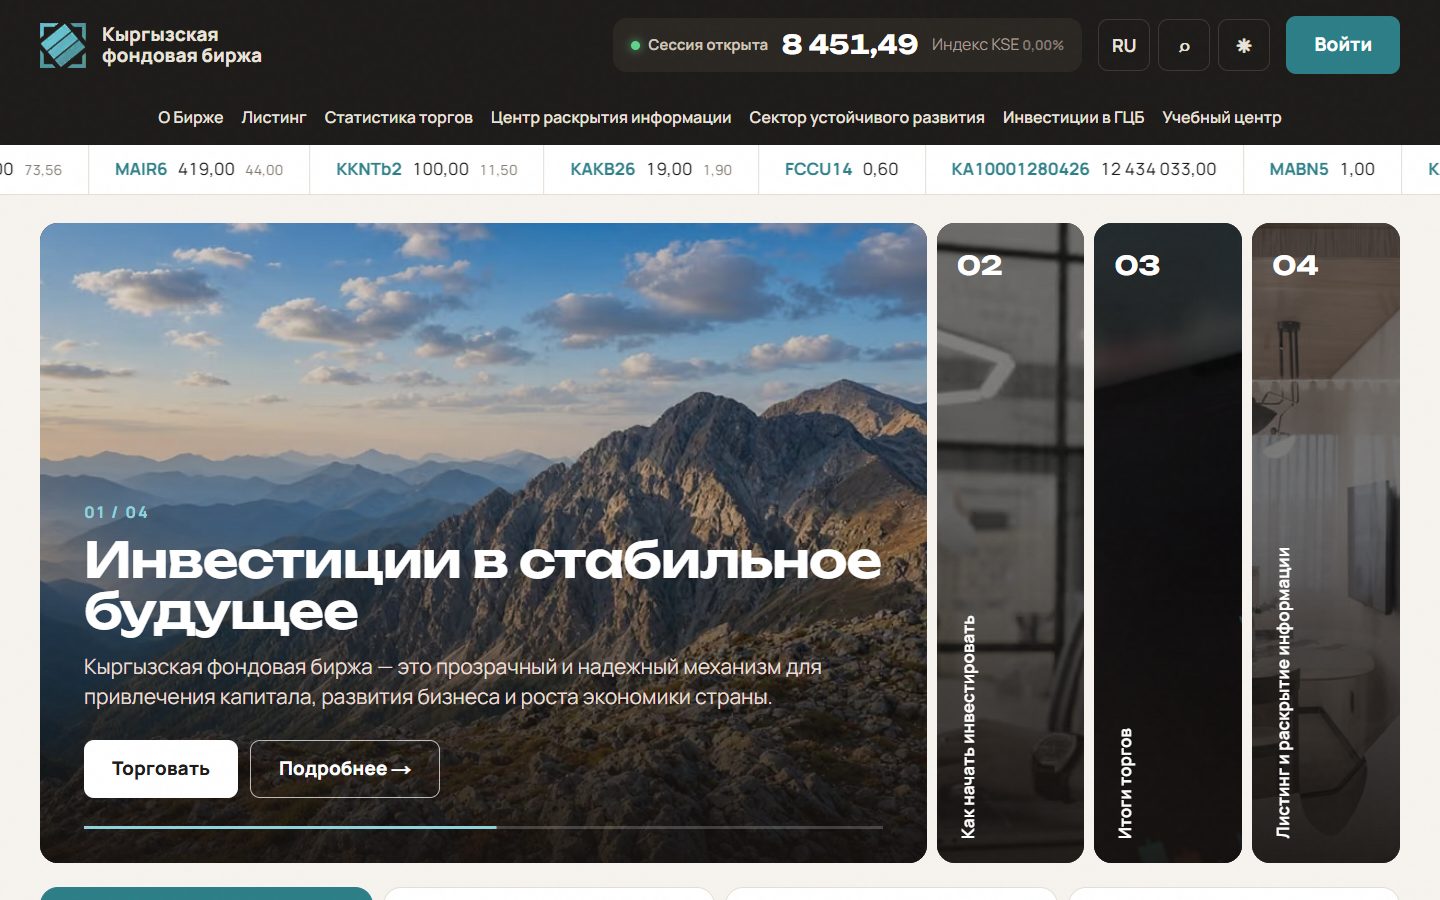 Кыргызская
фондовая биржа
Сессия открыта 8 451,49 Индекс KSE 0,00%
RU
Войти
О Бирже Листинг Статистика торгов Центр раскрытия информации Сектор устойчивого развития Инвестиции в ГЦБ Учебный центр
00 73,56 MAIR6 419,00 44,00 KKNTb2 100,00 11,50 KAKB26 19,00 1,90 FCCU14 0,60 KA10001280426 12 434 033,00 MABN5 1,00 K
01 / 04
Инвестиции в стабильное
будущее
Кыргызская фондовая биржа — это прозрачный и надежный механизм для
привлечения капитала, развития бизнеса и роста экономики страны.
Торговать
Подробнее →
02
Как начать инвестировать
03
Итоги торгов
04
Листинг и раскрытие информации